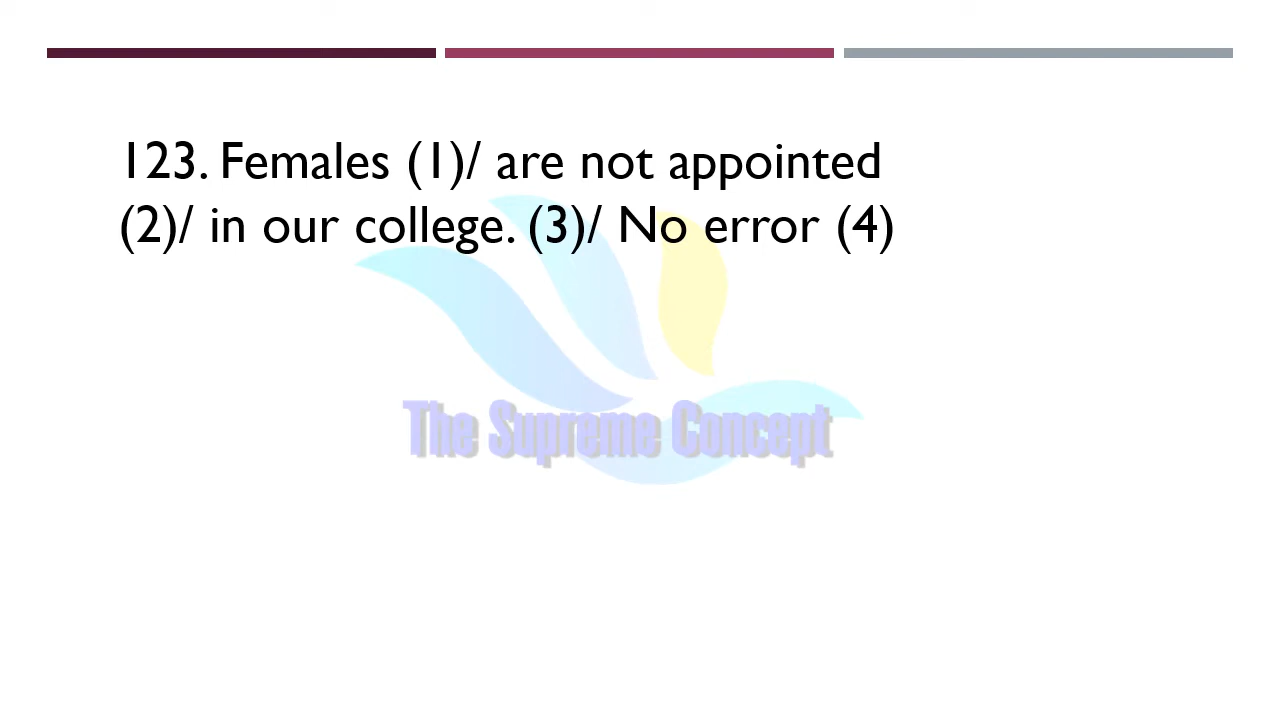 123. Females (1)/ are not appointed
(2)/ in our college. (3)/ No error (4)
The Supreme Concept